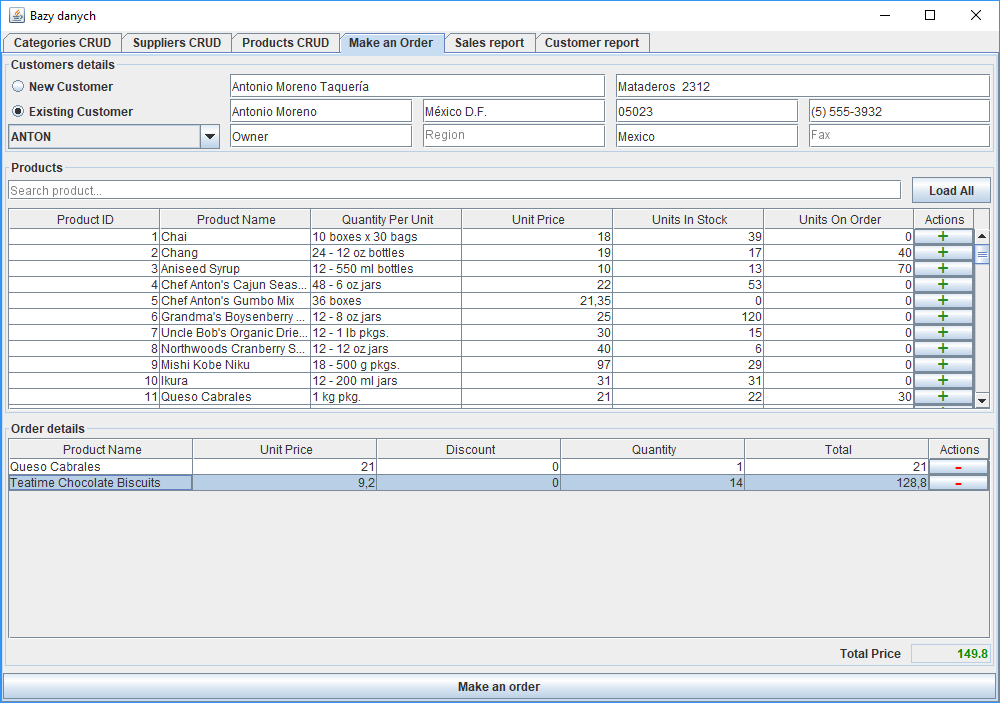 Bazy danych
Categories CRUD Suppliers CRUD Products CRUD Make an Order Sales report Customer report
Customers details
New Customer Antonio Moreno Taquería Mataderos 2312
Existing Customer Antonio Moreno México D.F. 05023 (5) 555-3932
ANTON Owner Region Mexico Fax
Products
Search product... Load All
Product ID Product Name Quantity Per Unit Unit Price Units In Stock Units On Order Actions
1 Chai 10 boxes x 30 bags 18 39 0 +
2 Chang 24 - 12 oz bottles 19 17 40 +
3 Aniseed Syrup 12 - 550 ml bottles 10 13 70 +
4 Chef Anton's Cajun Seas... 48 - 6 oz jars 22 53 0 +
5 Chef Anton's Gumbo Mix 36 boxes 21,35 0 0 +
6 Grandma's Boysenberry ... 12 - 8 oz jars 25 120 0 +
7 Uncle Bob's Organic Drie... 12 - 1 lb pkgs. 30 15 0 +
8 Northwoods Cranberry S... 12 - 12 oz jars 40 6 0 +
9 Mishi Kobe Niku 18 - 500 g pkgs. 97 29 0 +
10 Ikura 12 - 200 ml jars 31 31 0 +
11 Queso Cabrales 1 kg pkg. 21 22 30 +
Order details
Product Name Unit Price Discount Quantity Total Actions
Queso Cabrales 21 0 1 21 -
Teatime Chocolate Biscuits 9,2 0 14 128,8 -
Total Price 149.8
Make an order